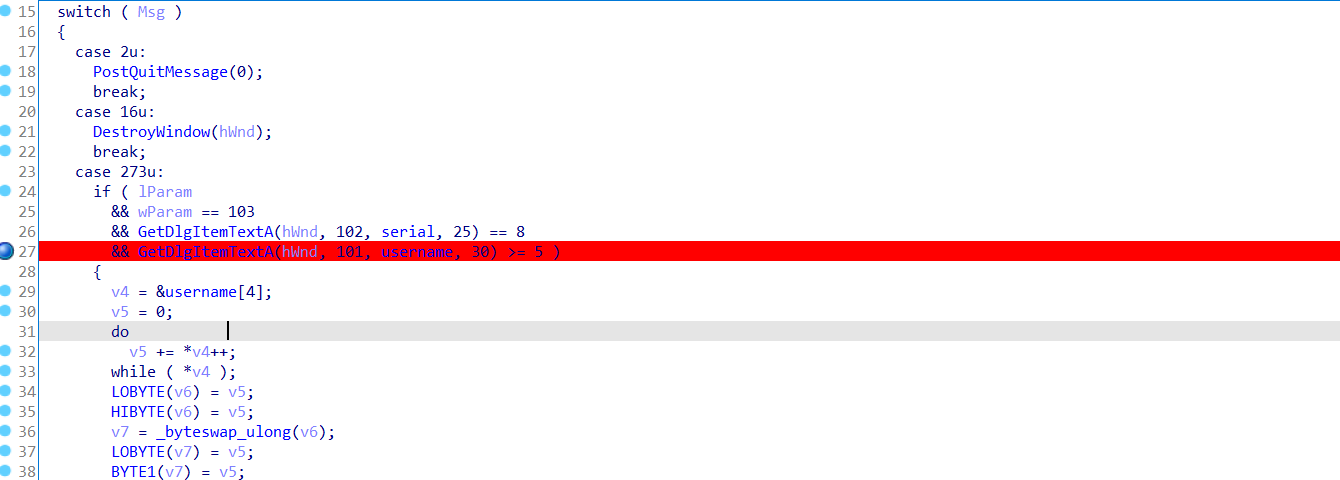 15 switch ( Msg )
16 {
17 case 2u:
18 PostQuitMessage(0);
19 break;
20 case 16u:
21 DestroyWindow(hWnd);
22 break;
23 case 273u:
24 if ( lParam
25 && wParam == 103
26 && GetDlgItemTextA(hWnd, 102, serial, 25) == 8
27 && GetDlgItemTextA(hWnd, 101, username, 30) >= 5 )
28 {
29 v4 = &username[4];
30 v5 = 0;
31 do
32 v5 += *v4++;
33 while ( *v4 );
34 LOBYTE(v6) = v5;
35 HIBYTE(v6) = v5;
36 v7 = _byteswap_ulong(v6);
37 LOBYTE(v7) = v5;
38 BYTE1(v7) = v5;